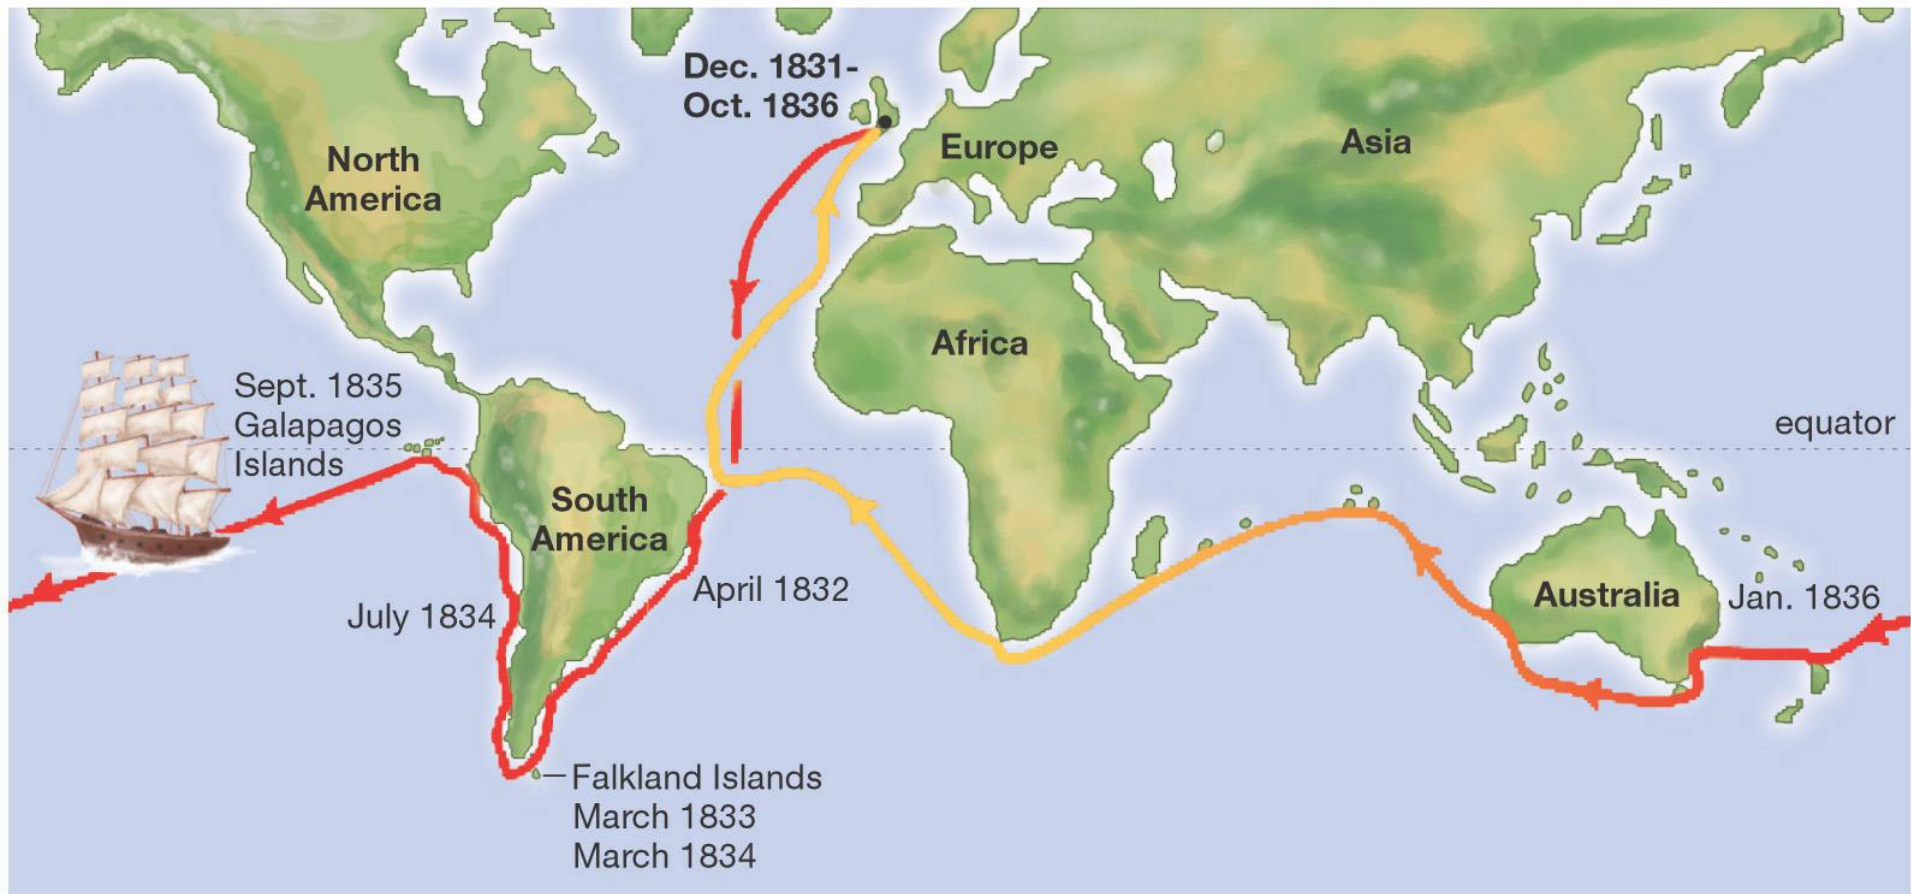 Dec. 1831-
Oct. 1836
North
America
Europe
Asia
Africa
Sept. 1835
Galapagos
Islands
equator
South
America
July 1834
April 1832
Australia
Jan. 1836
Falkland Islands
March 1833
March 1834